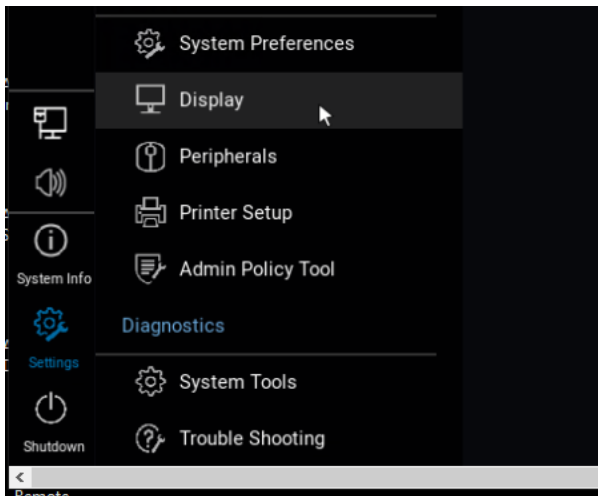 System Preferences
Display
Peripherals
Printer Setup
System Info
Admin Policy Tool
Diagnostics
Settings
System Tools
Shutdown
Trouble Shooting